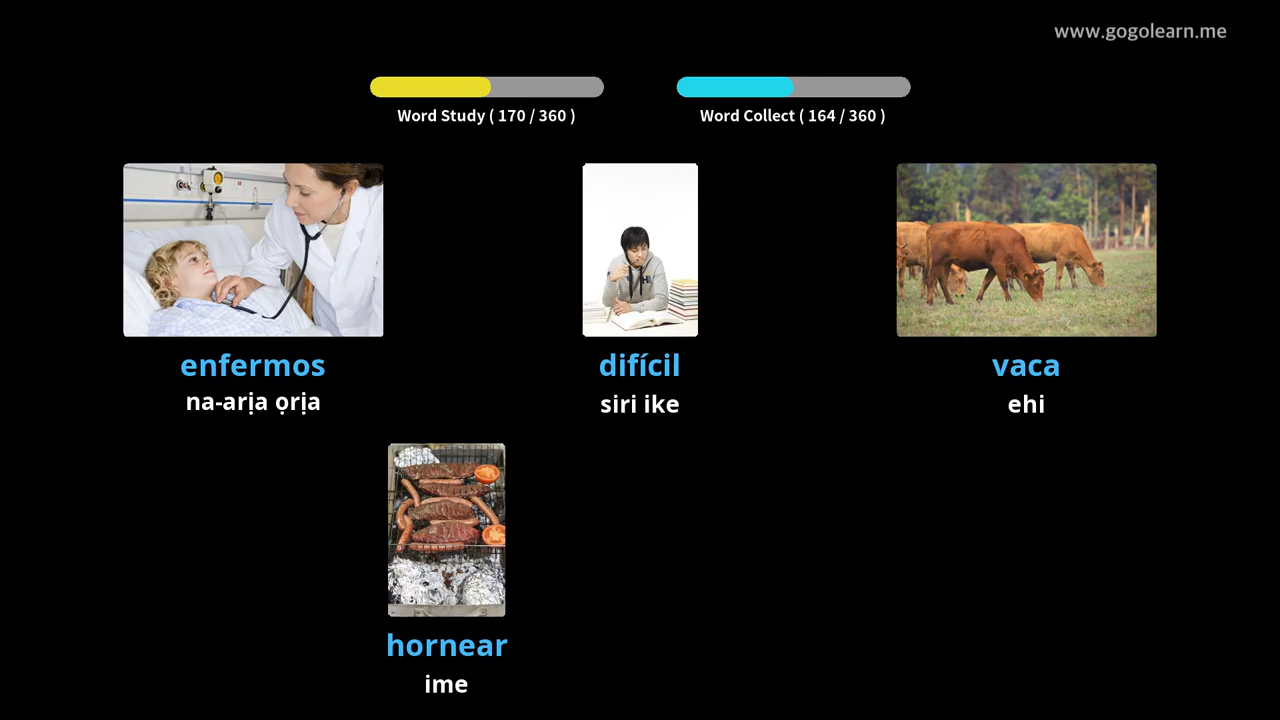 www.gogolearn.me
Word Study ( 170 / 360 )
Word Collect ( 164 / 360 )
enfermos
na-arịa ọrịa
difícil
siri ike
vaca
ehi
hornear
ime